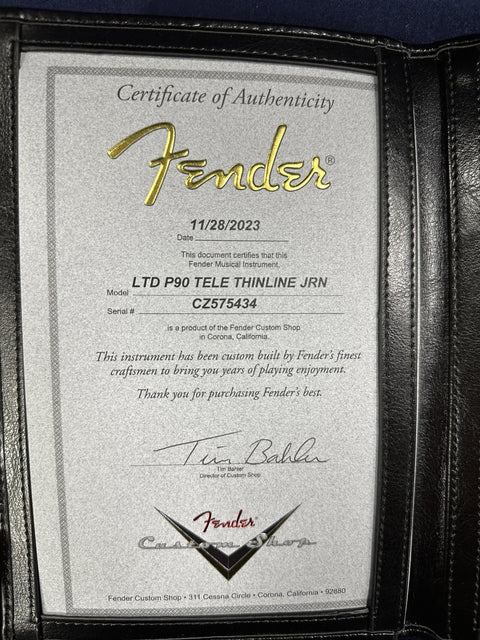 Certificate of Authenticity
Fender®
11/28/2023
Date
This document certifies that this
Fender Musical Instrument,
LTD P90 TELE THINLINE JRN
Model
CZ575434
Serial #
is a product of the Fender Custom Shop
in Corona, California.
This instrument has been custom built by Fender's finest
craftsmen to bring you years of playing enjoyment.
Thank you for purchasing Fender's best.
Tim Bahler
Tim Bahler
Director of Custom Shop
Fender
Custom Shop
Fender Custom Shop • 311 Cessna Circle • Corona, California • 92880